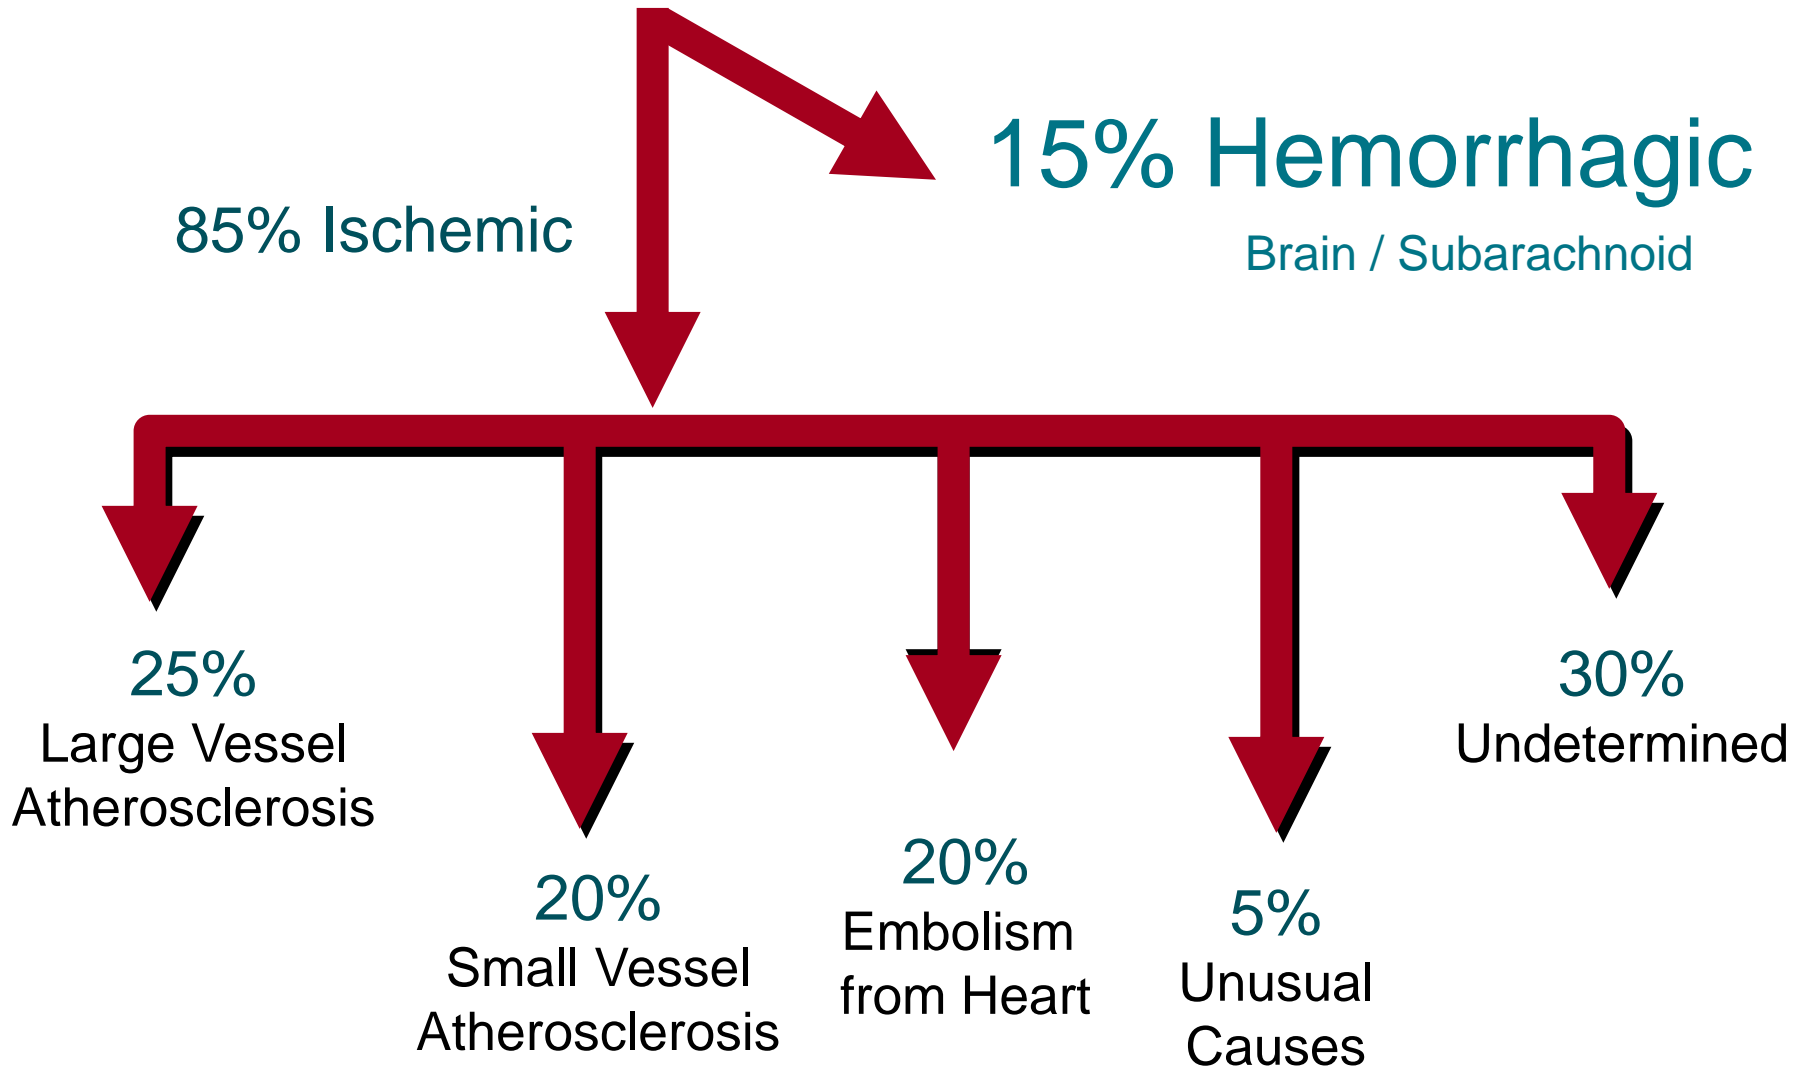 15% Hemorrhagic
Brain / Subarachnoid
85% Ischemic
25%
Large Vessel
Atherosclerosis
20%
Small Vessel
Atherosclerosis
20%
Embolism
from Heart
5%
Unusual
Causes
30%
Undetermined